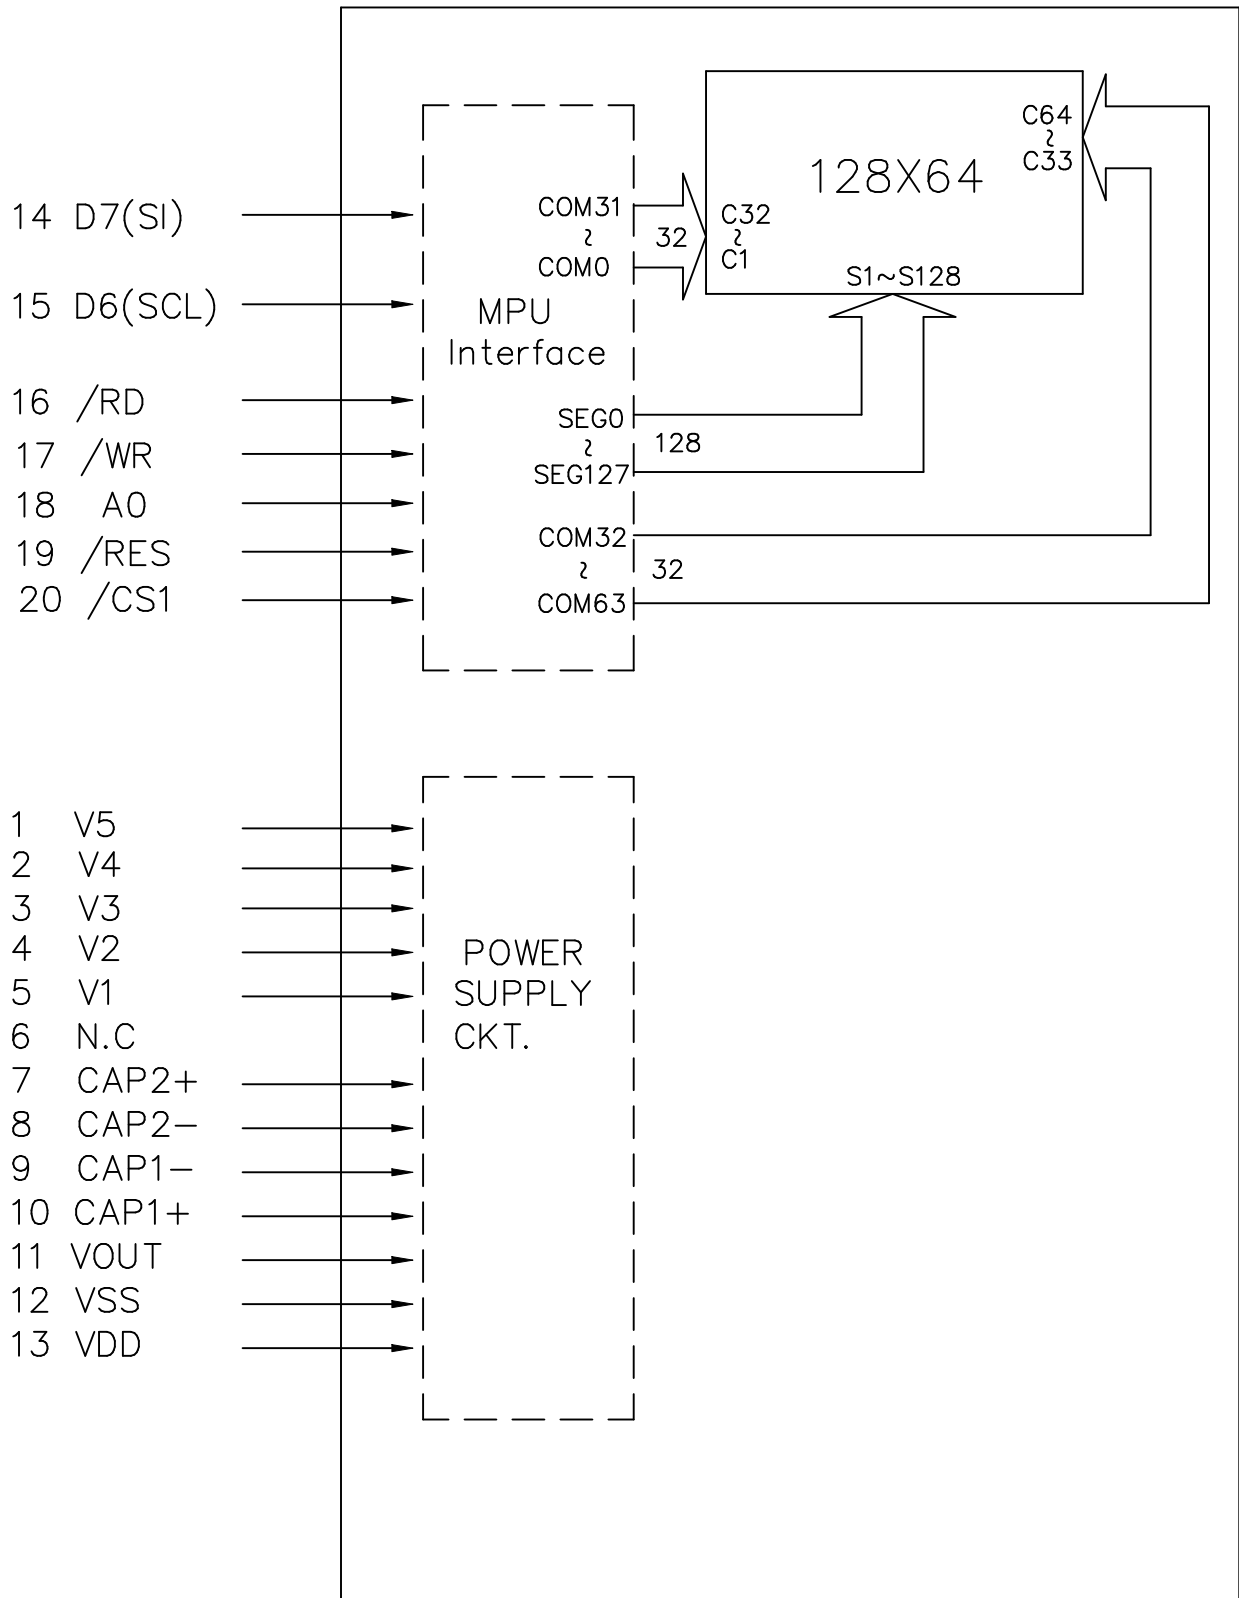 14 D7(SI)
15 D6(SCL)
16 /RD
17 /WR
18 A0
19 /RES
20 /CS1
COM31
~
COM0
32
MPU
Interface
SEG0
~
SEG127
128
COM32
~
COM63
32
C64
~
C33
128X64
C32
~
C1
S1~S128
1 V5
2 V4
3 V3
4 V2
5 V1
6 N.C
7 CAP2+
8 CAP2-
9 CAP1-
10 CAP1+
11 VOUT
12 VSS
13 VDD
POWER
SUPPLY
CKT.